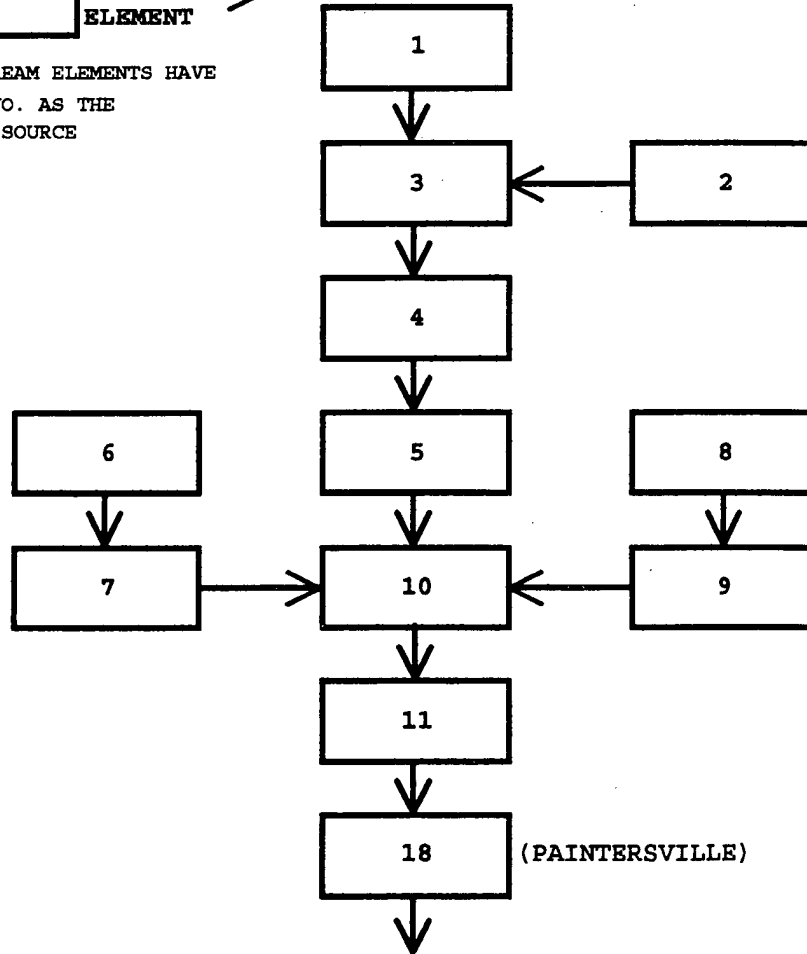 ELEMENT
EAM ELEMENTS HAVE
O. AS THE
SOURCE
1
3
2
4
6
5
8
7
10
9
11
18 (PAINTERSVILLE)